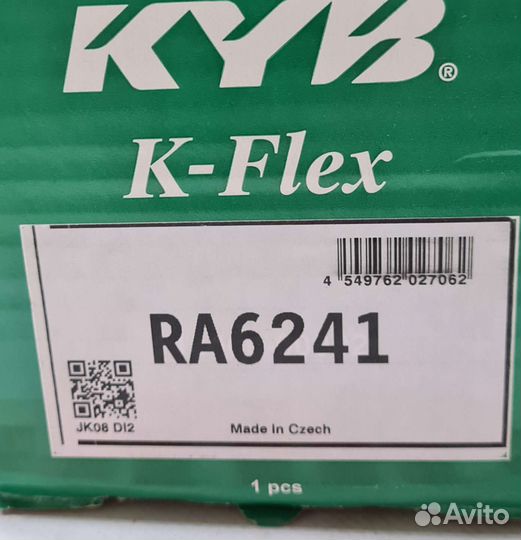 KYB®
K-Flex
4 549762 027062
RA6241
JK08 DI2
Made in Czech
1 pcs
Avito